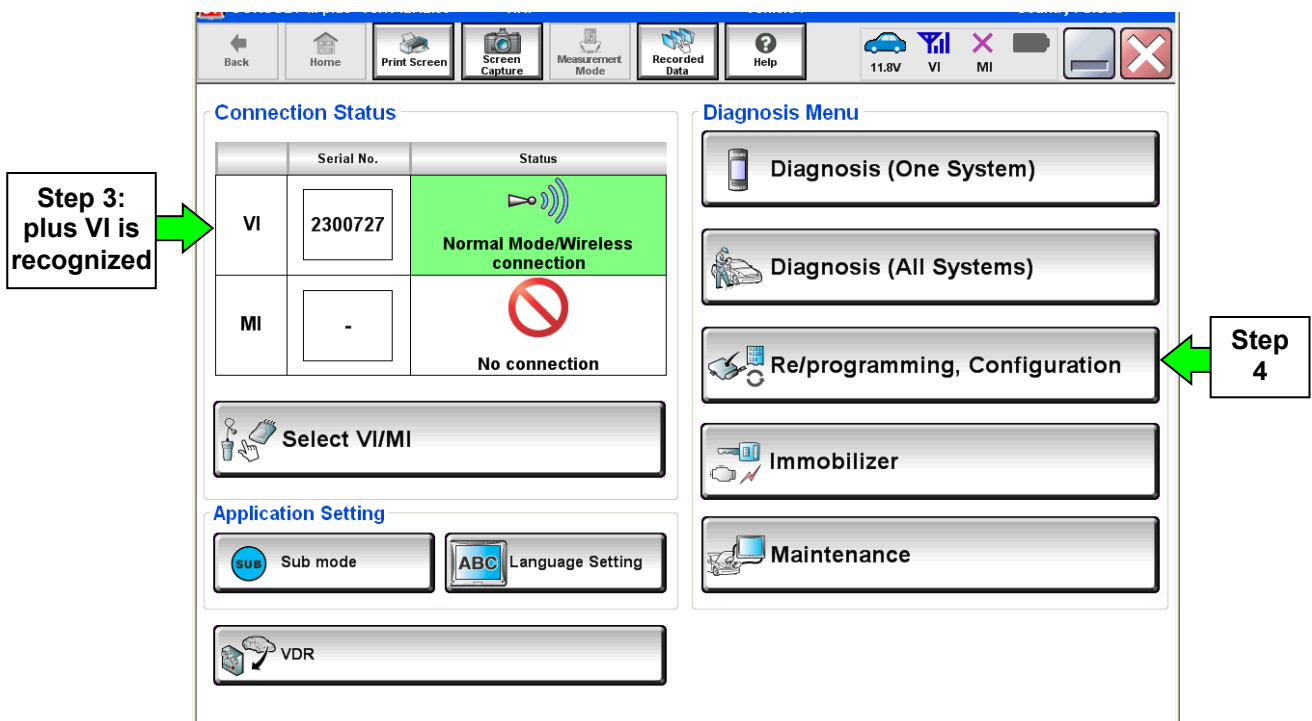 Back
Home
Print Screen
Screen
Capture
Measurement
Mode
Recorded
Data
Help
11.8V
VI
MI
Connection Status
Serial No.
Status
VI
2300727
Normal Mode/Wireless
connection
MI
-
No connection
Select VI/MI
Application Setting
SUB
Sub mode
ABC
Language Setting
VDR
Diagnosis Menu
Diagnosis (One System)
Diagnosis (All Systems)
Re/programming, Configuration
Immobilizer
Maintenance
Step 3:
plus VI is
recognized
Step
4